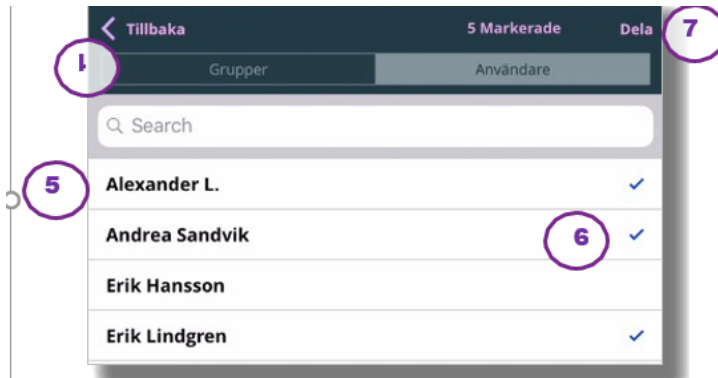 Tillbaka 5 Markerade Dela 7
Grupper Användare
Search
5 Alexander L.
Andrea Sandvik 6
Erik Hansson
Erik Lindgren